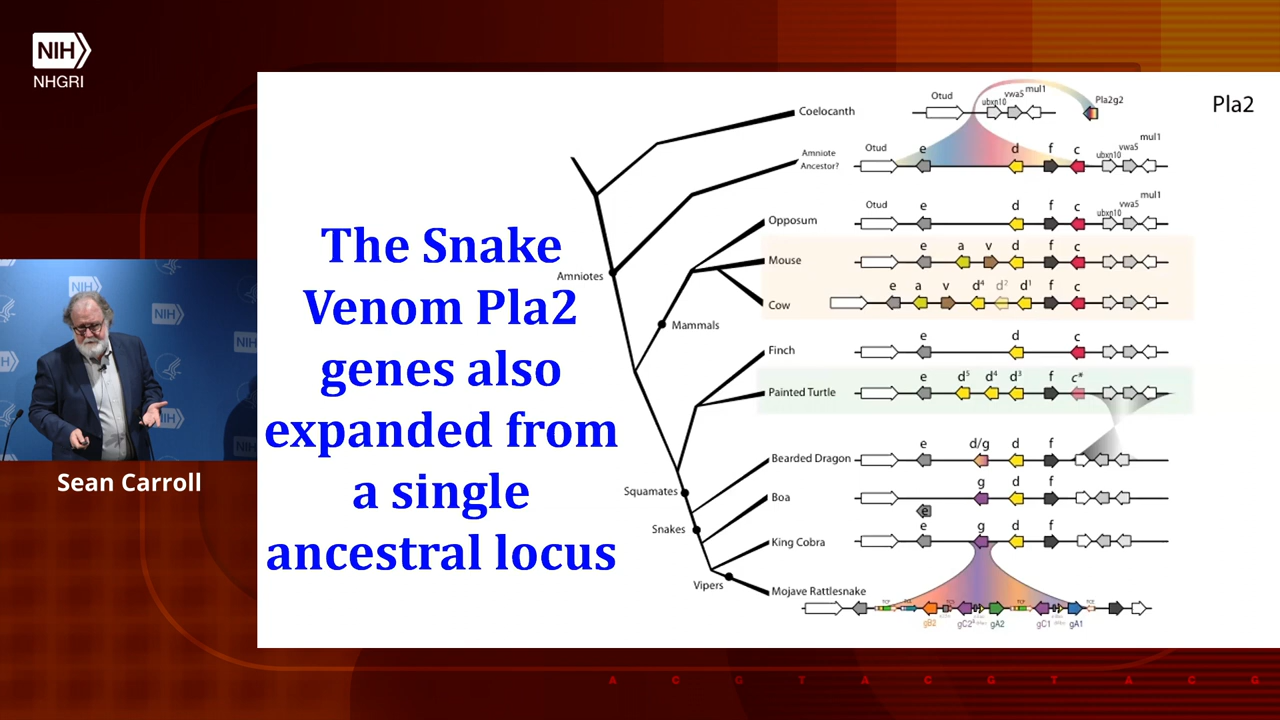 NIH
NHGRI
Pla2
The Snake
Venom Pla2
genes also
expanded from
a single
ancestral locus
Sean Carroll
Coelocanth
Otud ubxn10 vwa5 mul1 Pla2g2
Amniote
Ancestor?
Otud e d f c ubxn10 vwa5 mul1
Opposum
Otud e d f c ubxn10 vwa5 mul1
Amniotes
Mouse
e a v d f c
Cow
e a v d⁴ d² d¹ f c
Mammals
Finch
e d c
Painted Turtle
e d⁵ d⁴ d³ f c*
Bearded Dragon
e d/g d f
Squamates
Boa
g d f
e
Snakes
King Cobra
e g d f
Vipers
Mojave Rattlesnake
gB2 gC2 gA2 gC1 gA1
NIH
NIH
NIH
A C G T A C G T A C G